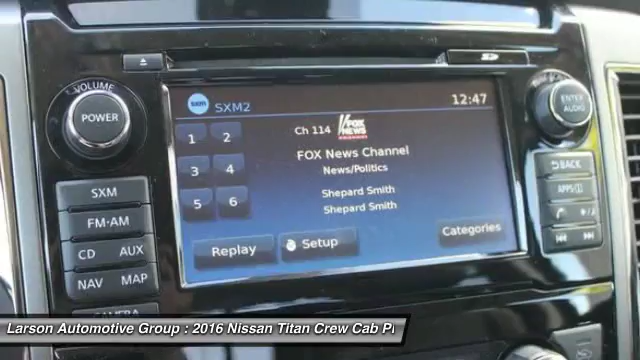 SXM2
12:47
FOX
NEWS
Ch 114
FOX News Channel
News/Politics
Shepard Smith
Shepard Smith
1 2
3 4
5 6
Replay
Setup
Categories
VOLUME
POWER
SXM
FM·AM
CD AUX
NAV MAP
CAMERA
ENTER
AUDIO
BACK
APPS
Larson Automotive Group : 2016 Nissan Titan Crew Cab